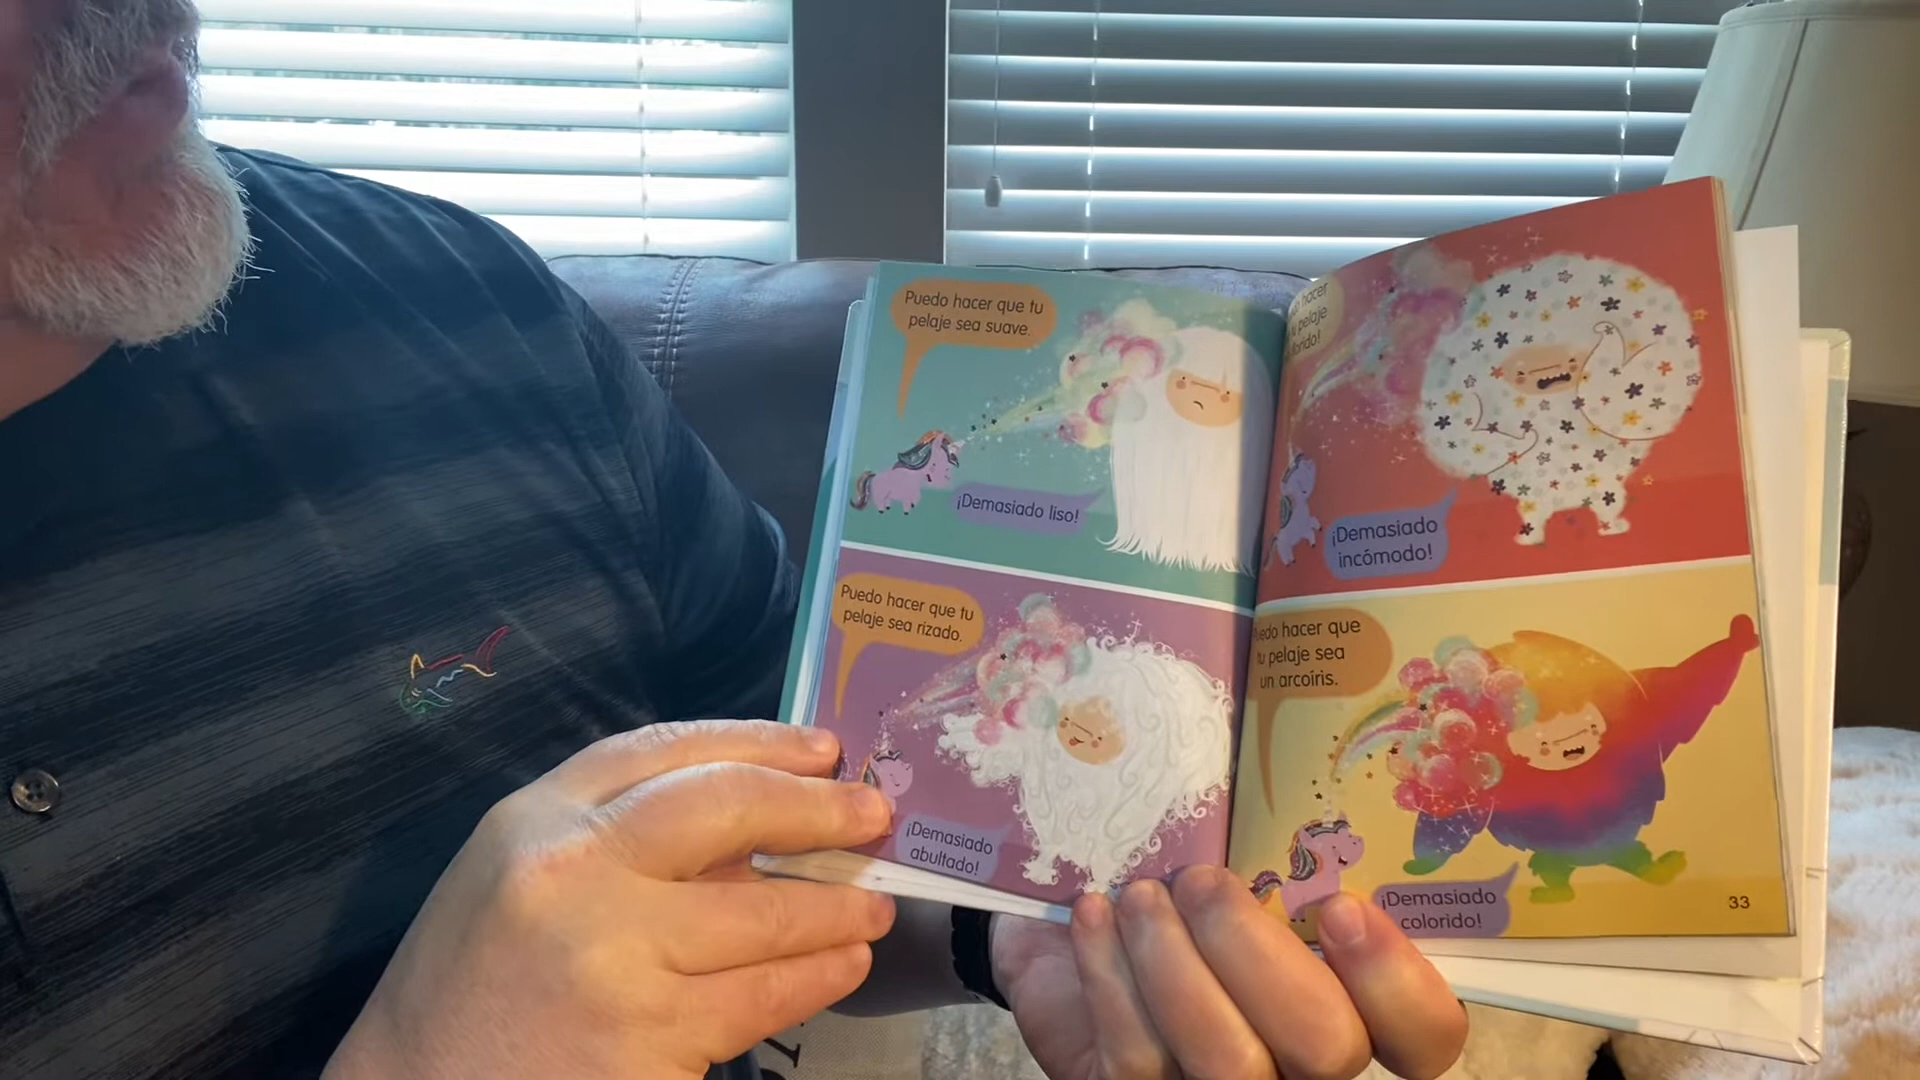 Puedo hacer que tu
pelaje sea suave.
¡Demasiado liso!
Puedo hacer que tu
pelaje sea rizado.
¡Demasiado
abultado!
hacer
pelaje
¡Demasiado
incómodo!
hacer que
tu pelaje sea
un arcoíris.
¡Demasiado
colorido!
33